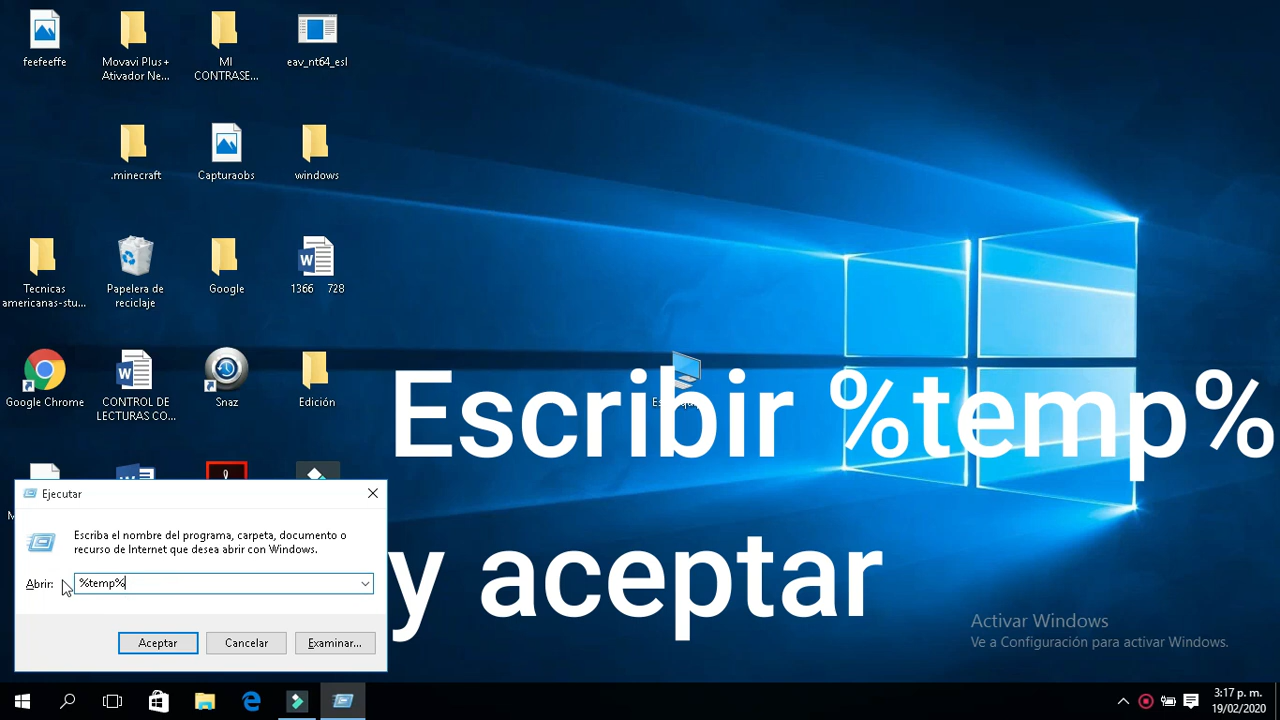 feefeeffe
Movavi Plus+
Ativador Ne...
MI
CONTRASE...
eav_nt64_esl
.minecraft
Capturaobs
windows
Tecnicas
americanas-stu...
Papelera de
reciclaje
Google
1366 728
Google Chrome
CONTROL DE
LECTURAS CO...
Snaz
Edición
Escribir %temp%
y aceptar
Ejecutar
Escriba el nombre del programa, carpeta, documento o
recurso de Internet que desea abrir con Windows.
Abrir:
%temp%
Aceptar
Cancelar
Examinar...
Activar Windows
Ve a Configuración para activar Windows.
3:17 p. m.
19/02/2020